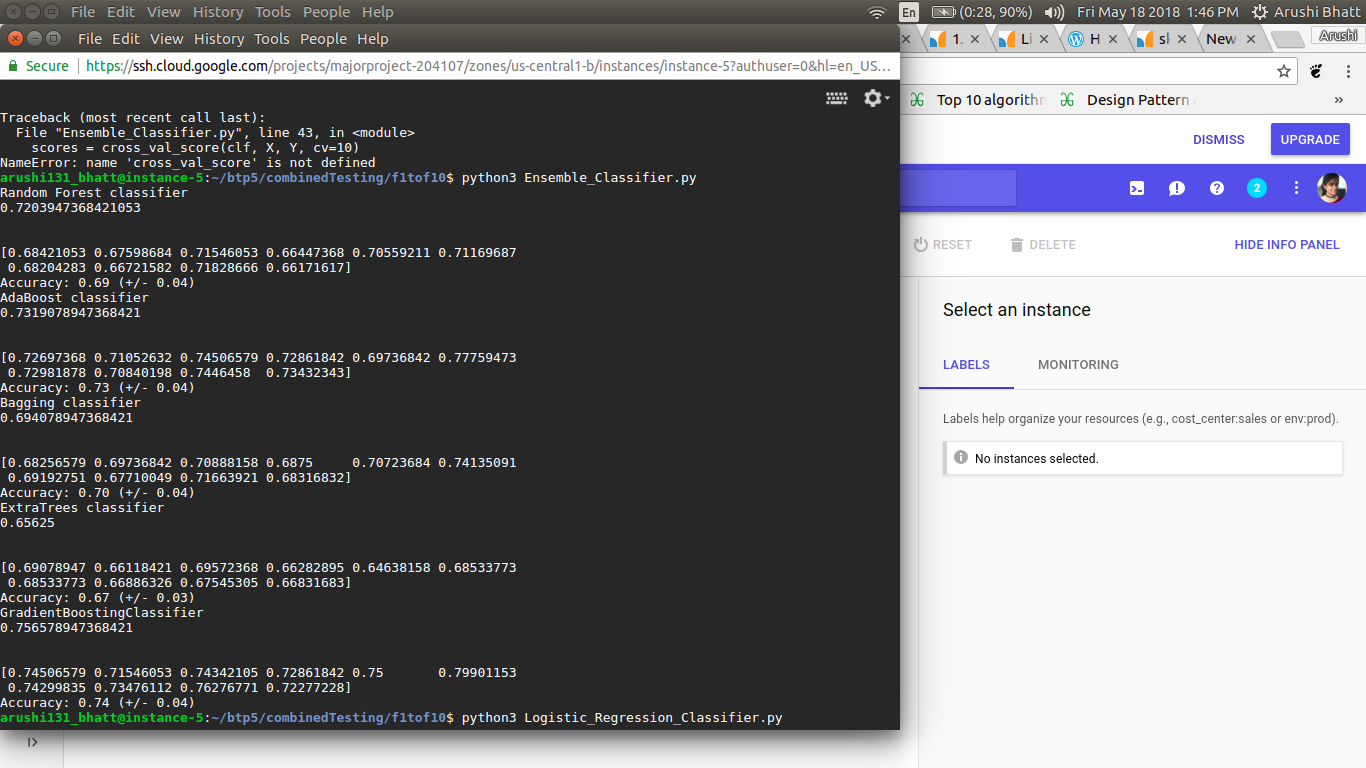 File Edit View History Tools People Help
En (0:28, 90%) Fri May 18 2018 1:46 PM Arushi Bhatt
File Edit View History Tools People Help
1. Li H sl New Arushi
Secure https://ssh.cloud.google.com/projects/majorproject-204107/zones/us-central1-b/instances/instance-5?authuser=0&hl=en_US...
Top 10 algorithm Design Pattern »
DISMISS UPGRADE
2
RESET DELETE HIDE INFO PANEL
Select an instance
LABELS MONITORING
Labels help organize your resources (e.g., cost_center:sales or env:prod).
No instances selected.
Traceback (most recent call last):
File "Ensemble_Classifier.py", line 43, in <module>
scores = cross_val_score(clf, X, Y, cv=10)
NameError: name 'cross_val_score' is not defined
arushi131_bhatt@instance-5:~/btp5/combinedTesting/f1tof10$ python3 Ensemble_Classifier.py
Random Forest classifier
0.7203947368421053
[0.68421053 0.67598684 0.71546053 0.66447368 0.70559211 0.71169687
0.68204283 0.66721582 0.71828666 0.66171617]
Accuracy: 0.69 (+/- 0.04)
AdaBoost classifier
0.7319078947368421
[0.72697368 0.71052632 0.74506579 0.72861842 0.69736842 0.77759473
0.72981878 0.70840198 0.7446458 0.73432343]
Accuracy: 0.73 (+/- 0.04)
Bagging classifier
0.694078947368421
[0.68256579 0.69736842 0.70888158 0.6875 0.70723684 0.74135091
0.69192751 0.67710049 0.71663921 0.68316832]
Accuracy: 0.70 (+/- 0.04)
ExtraTrees classifier
0.65625
[0.69078947 0.66118421 0.69572368 0.66282895 0.64638158 0.68533773
0.68533773 0.66886326 0.67545305 0.66831683]
Accuracy: 0.67 (+/- 0.03)
GradientBoostingClassifier
0.756578947368421
[0.74506579 0.71546053 0.74342105 0.72861842 0.75 0.79901153
0.74299835 0.73476112 0.76276771 0.72277228]
Accuracy: 0.74 (+/- 0.04)
arushi131_bhatt@instance-5:~/btp5/combinedTesting/f1tof10$ python3 Logistic_Regression_Classifier.py